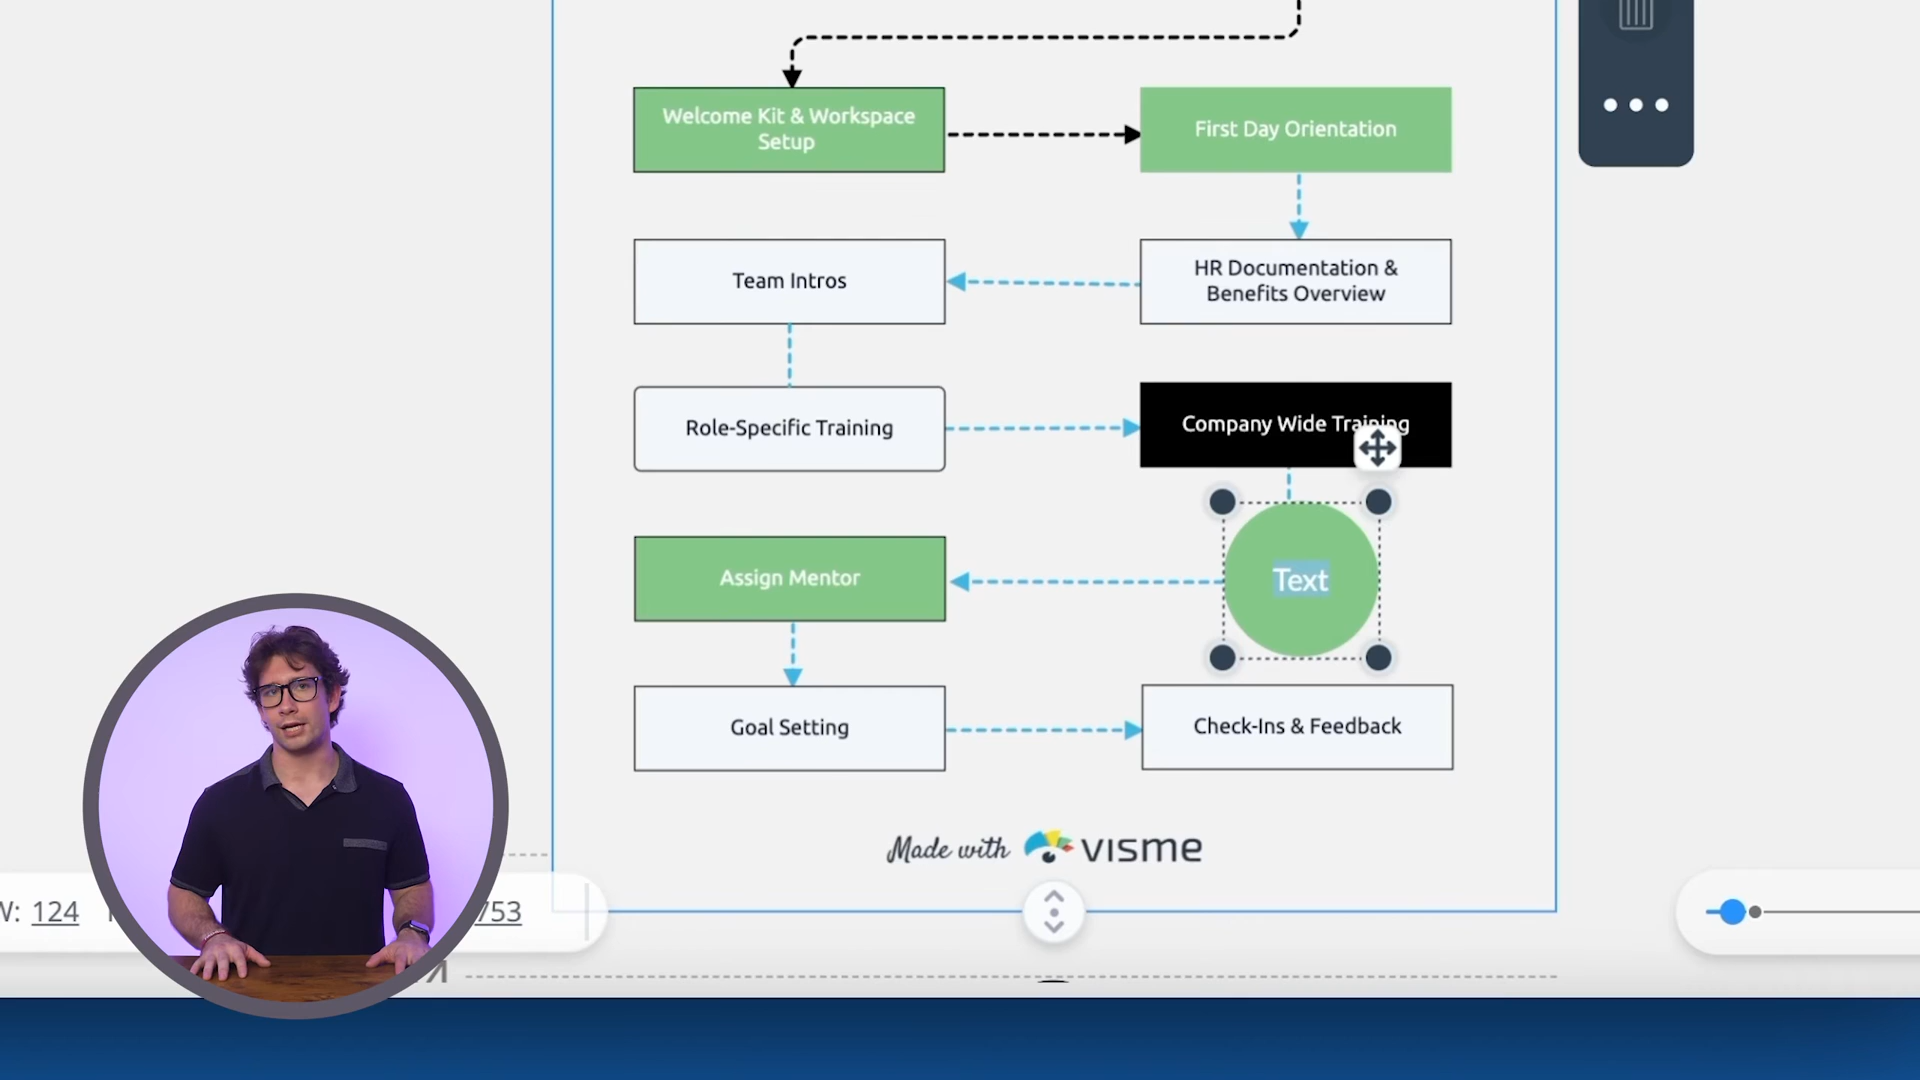 Welcome Kit & Workspace
Setup
First Day Orientation
Team Intros
HR Documentation &
Benefits Overview
Role-Specific Training
Company Wide Training
Assign Mentor
Text
Goal Setting
Check-Ins & Feedback
Made with visme
W: 124
753